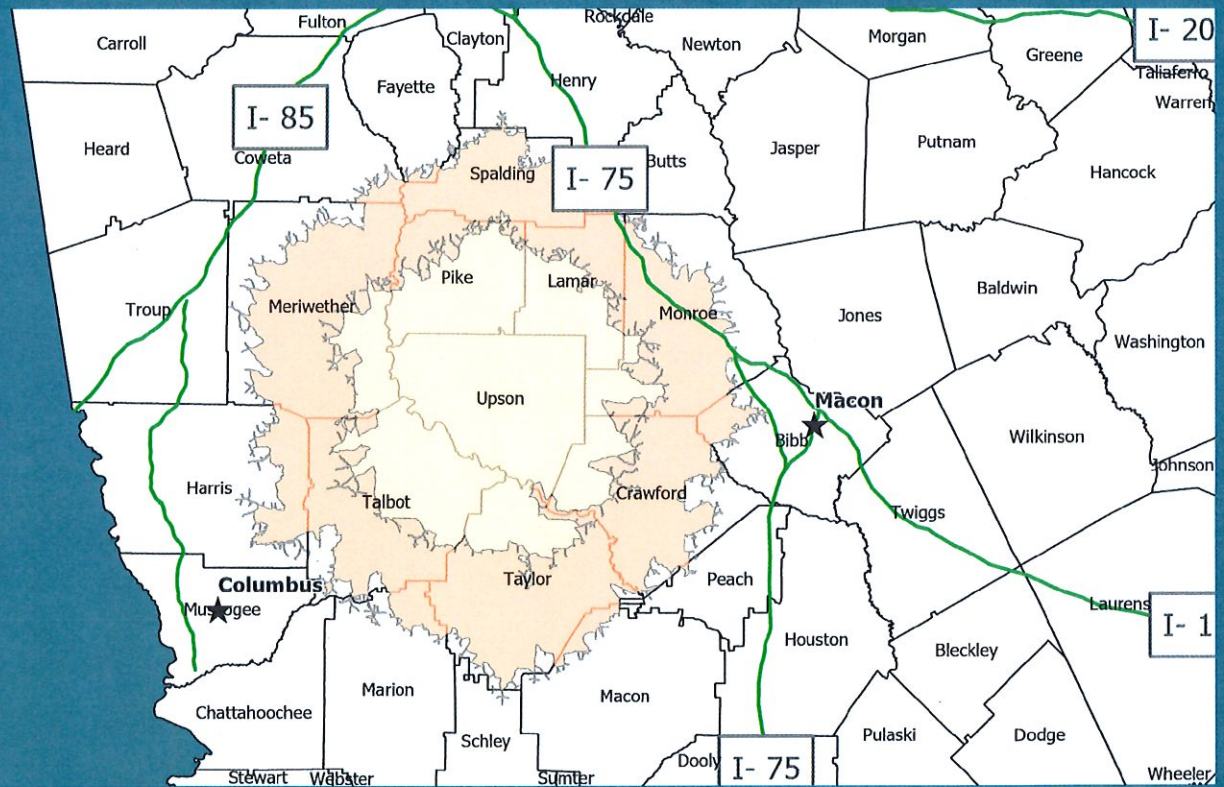 Fulton
Rockdale
I- 20
Carroll
Clayton
Newton
Morgan
Greene
Taliaferro
Henry
Fayette
Warren
I- 85
Heard
Coweta
Butts
Jasper
Putnam
Hancock
Spalding
I- 75
Pike
Lamar
Baldwin
Troup
Meriwether
Monroe
Jones
Washington
Upson
Macon
Bibb
Wilkinson
Johnson
Harris
Talbot
Crawford
Twiggs
Columbus
Taylor
Peach
Muscogee
Laurens
I- 1
Houston
Bleckley
Marion
Macon
Chattahoochee
Schley
Pulaski
Dodge
Dooly
I- 75
Stewart
Webster
Sumter
Wheeler